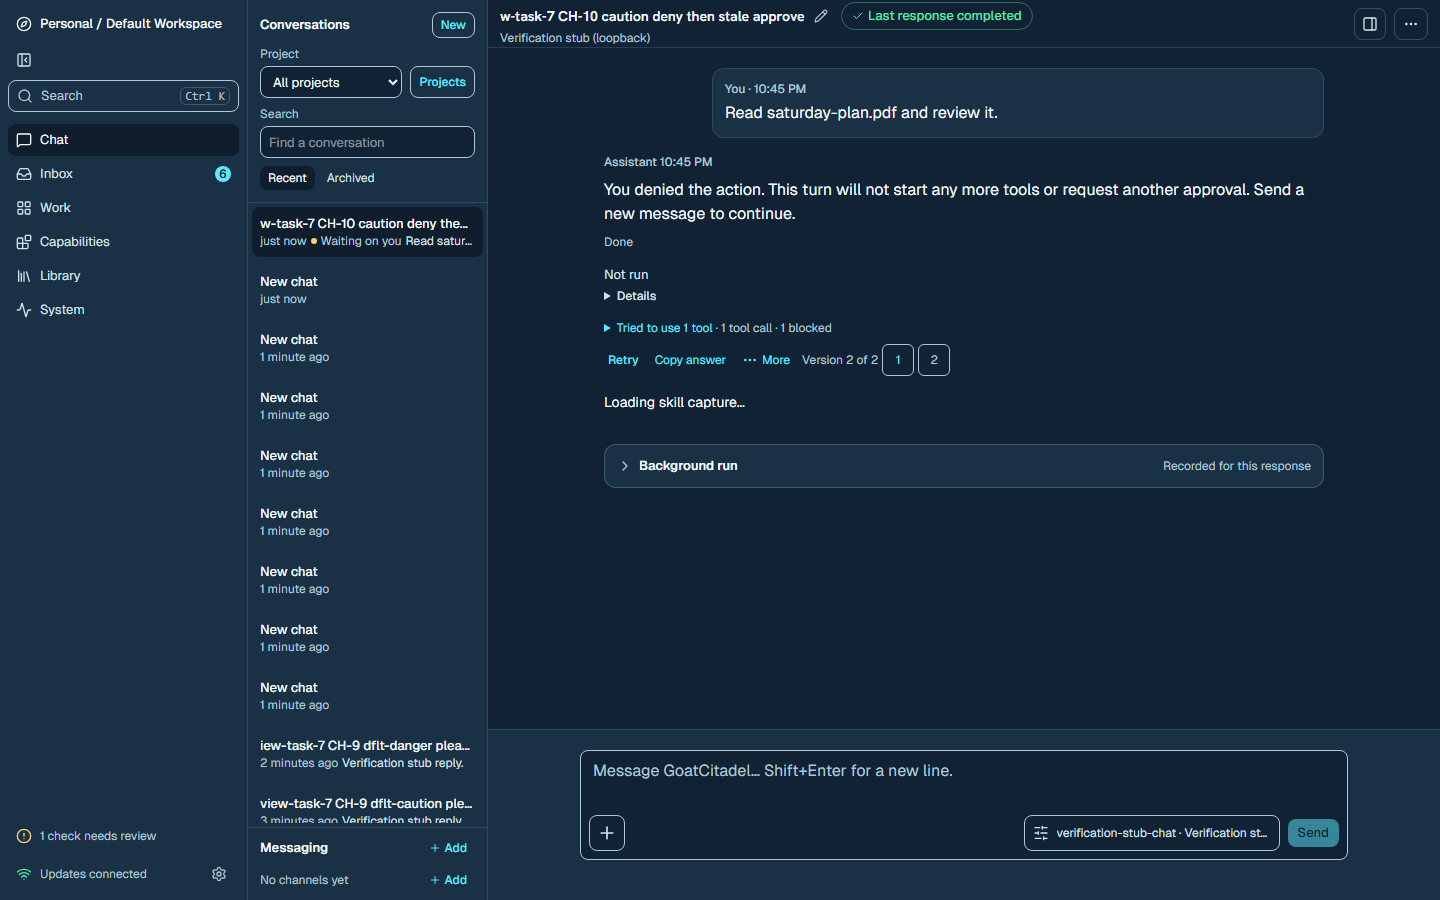 Personal / Default Workspace
Search Ctrl K
Chat
Inbox 6
Work
Capabilities
Library
System
1 check needs review
Updates connected
Conversations New
Project
All projects Projects
Search
Find a conversation
Recent Archived
w-task-7 CH-10 caution deny the...
just now Waiting on you Read satur...
New chat
just now
New chat
1 minute ago
New chat
1 minute ago
New chat
1 minute ago
New chat
1 minute ago
New chat
1 minute ago
New chat
1 minute ago
New chat
1 minute ago
iew-task-7 CH-9 dflt-danger plea...
2 minutes ago Verification stub reply.
view-task-7 CH-9 dflt-caution ple...
3 minutes ago Verification stub reply
Messaging + Add
No channels yet + Add
w-task-7 CH-10 caution deny then stale approve Last response completed
Verification stub (loopback)
You · 10:45 PM
Read saturday-plan.pdf and review it.
Assistant 10:45 PM
You denied the action. This turn will not start any more tools or request another approval. Send a
new message to continue.
Done
Not run
Details
Tried to use 1 tool · 1 tool call · 1 blocked
Retry Copy answer ··· More Version 2 of 2 1 2
Loading skill capture...
Background run Recorded for this response
Message GoatCitadel... Shift+Enter for a new line.
verification-stub-chat · Verification st... Send